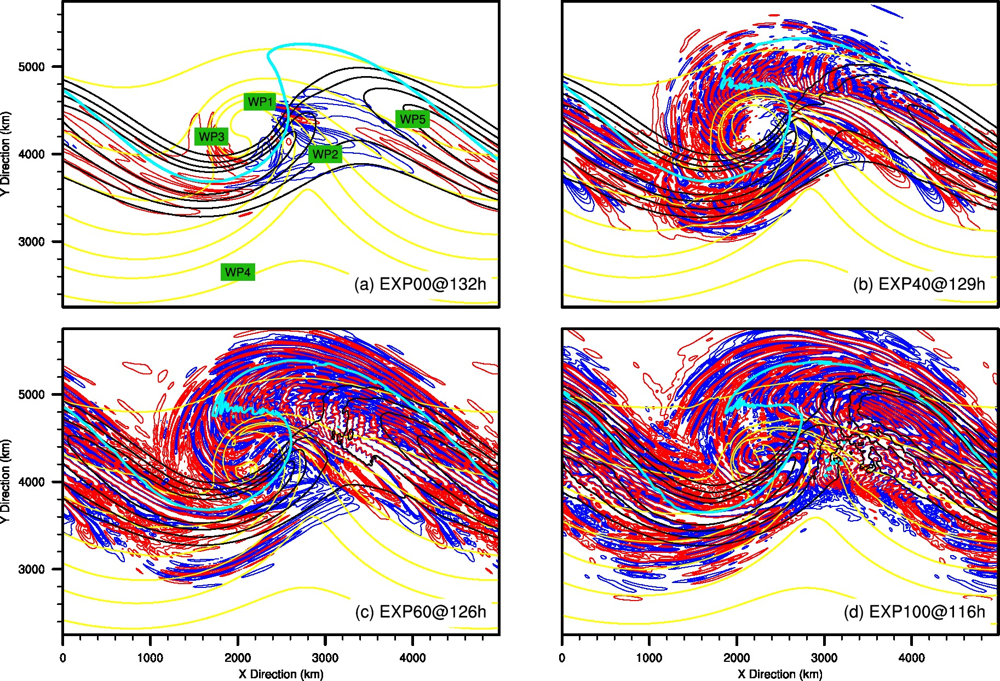 5000
4000
3000
Y Direction (km)
WP1
WP3
WP5
WP2
WP4
(a) EXP00@132h
(b) EXP40@129h
5000
4000
3000
Y Direction (km)
(c) EXP60@126h
(d) EXP100@116h
0 1000 2000 3000 4000
X Direction (km)
0 1000 2000 3000 4000
X Direction (km)